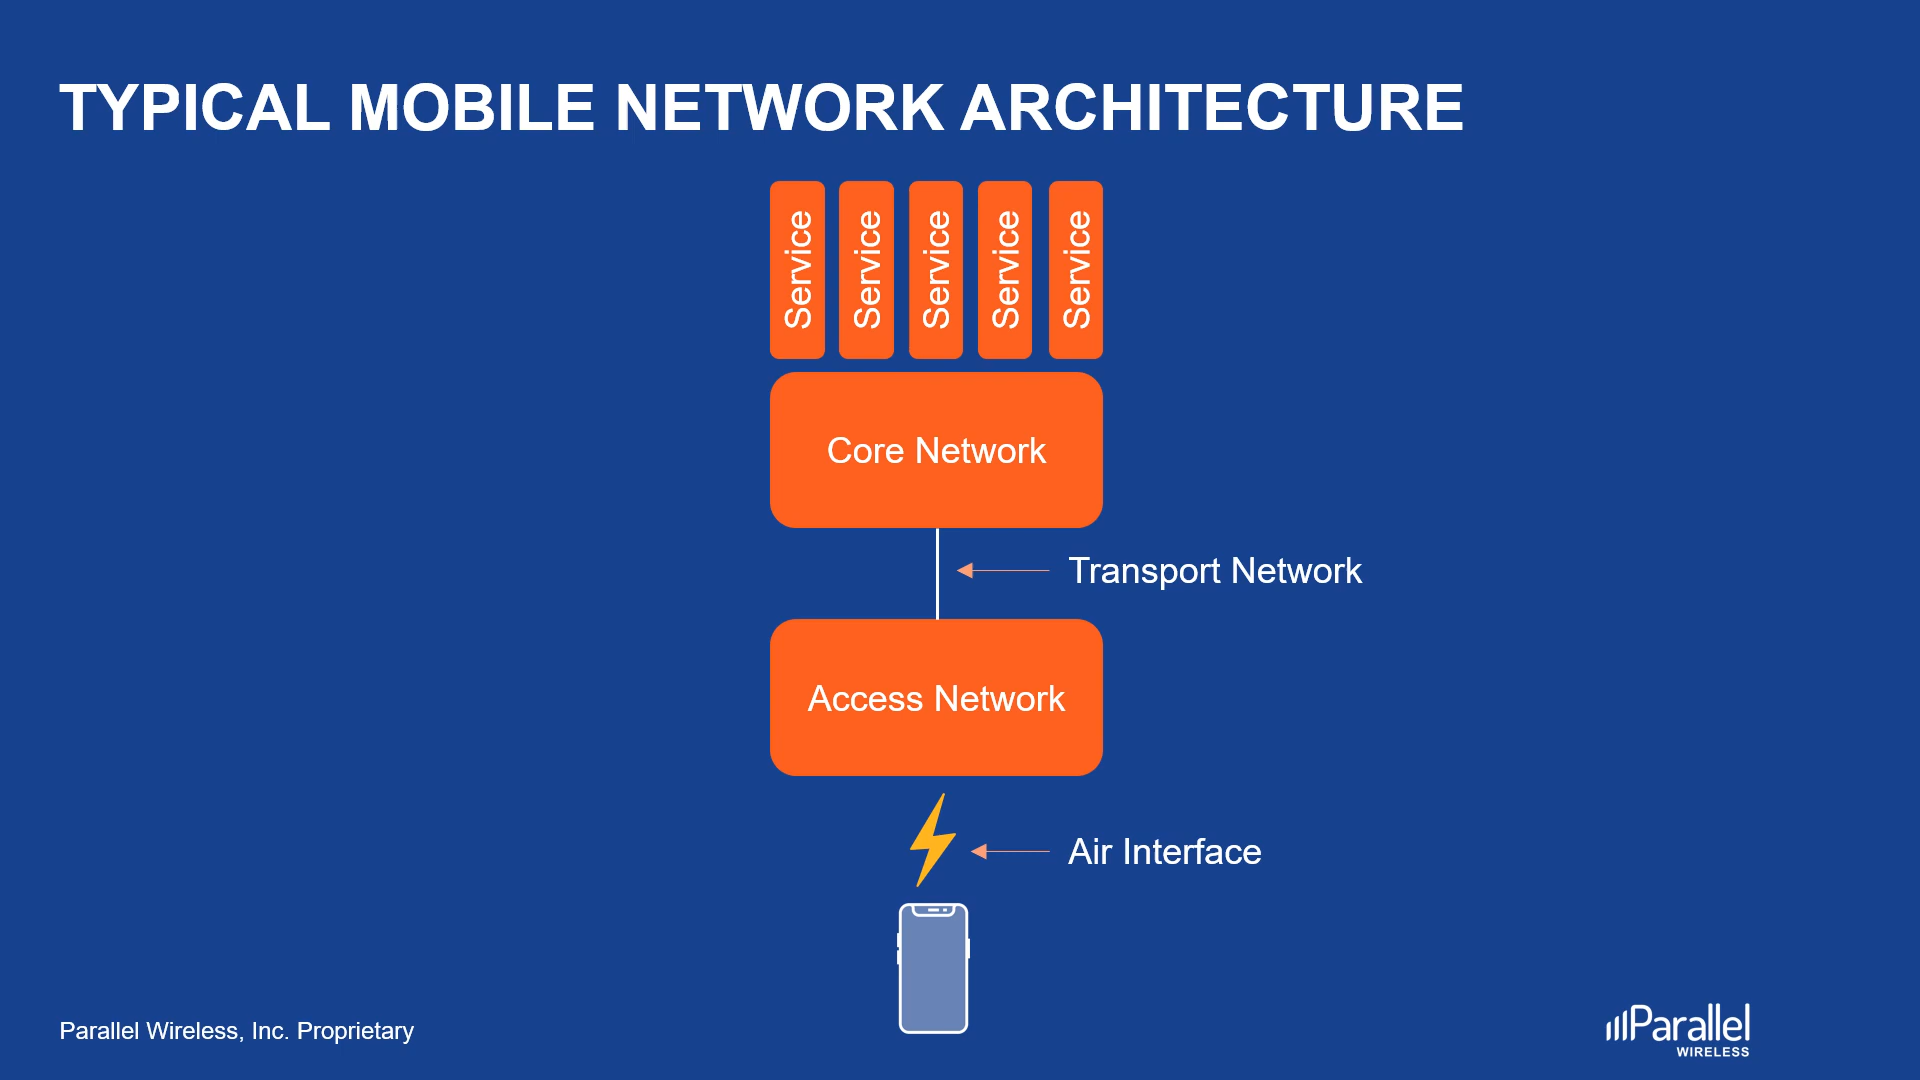 TYPICAL MOBILE NETWORK ARCHITECTURE
Service
Service
Service
Service
Service
Core Network
Transport Network
Access Network
Air Interface
Parallel Wireless, Inc. Proprietary
Parallel
WIRELESS